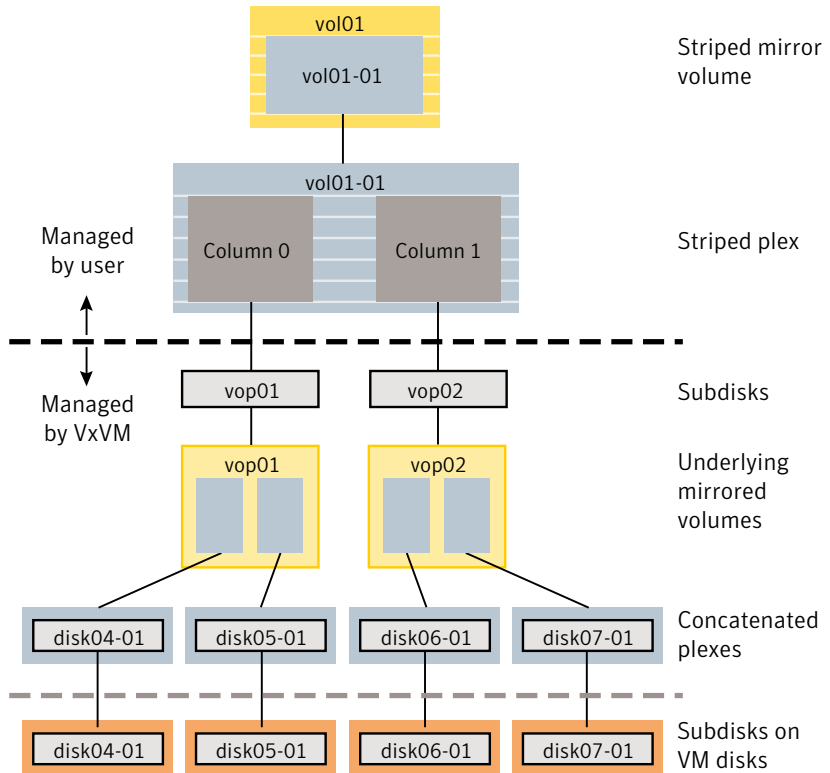 vol01
vol01-01
Striped mirror
volume
vol01-01
Column 0
Column 1
Striped plex
Managed
by user
Managed
by VxVM
vop01
vop02
Subdisks
vop01
vop02
Underlying
mirrored
volumes
disk04-01
disk05-01
disk06-01
disk07-01
Concatenated
plexes
disk04-01
disk05-01
disk06-01
disk07-01
Subdisks on
VM disks